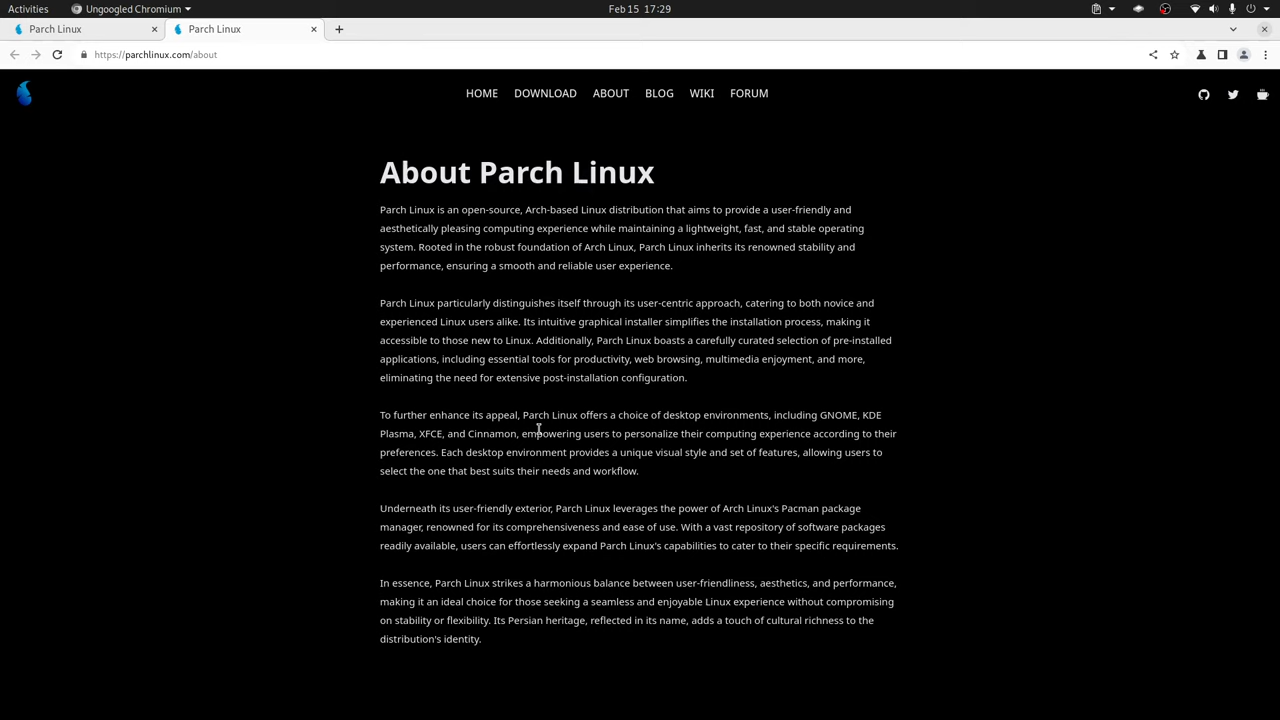 Activities
Ungoogled Chromium
Feb 15 17:29
Parch Linux
Parch Linux
https://parchlinux.com/about
HOME DOWNLOAD ABOUT BLOG WIKI FORUM
About Parch Linux
Parch Linux is an open-source, Arch-based Linux distribution that aims to provide a user-friendly and
aesthetically pleasing computing experience while maintaining a lightweight, fast, and stable operating
system. Rooted in the robust foundation of Arch Linux, Parch Linux inherits its renowned stability and
performance, ensuring a smooth and reliable user experience.
Parch Linux particularly distinguishes itself through its user-centric approach, catering to both novice and
experienced Linux users alike. Its intuitive graphical installer simplifies the installation process, making it
accessible to those new to Linux. Additionally, Parch Linux boasts a carefully curated selection of pre-installed
applications, including essential tools for productivity, web browsing, multimedia enjoyment, and more,
eliminating the need for extensive post-installation configuration.
To further enhance its appeal, Parch Linux offers a choice of desktop environments, including GNOME, KDE
Plasma, XFCE, and Cinnamon, empowering users to personalize their computing experience according to their
preferences. Each desktop environment provides a unique visual style and set of features, allowing users to
select the one that best suits their needs and workflow.
Underneath its user-friendly exterior, Parch Linux leverages the power of Arch Linux's Pacman package
manager, renowned for its comprehensiveness and ease of use. With a vast repository of software packages
readily available, users can effortlessly expand Parch Linux's capabilities to cater to their specific requirements.
In essence, Parch Linux strikes a harmonious balance between user-friendliness, aesthetics, and performance,
making it an ideal choice for those seeking a seamless and enjoyable Linux experience without compromising
on stability or flexibility. Its Persian heritage, reflected in its name, adds a touch of cultural richness to the
distribution's identity.